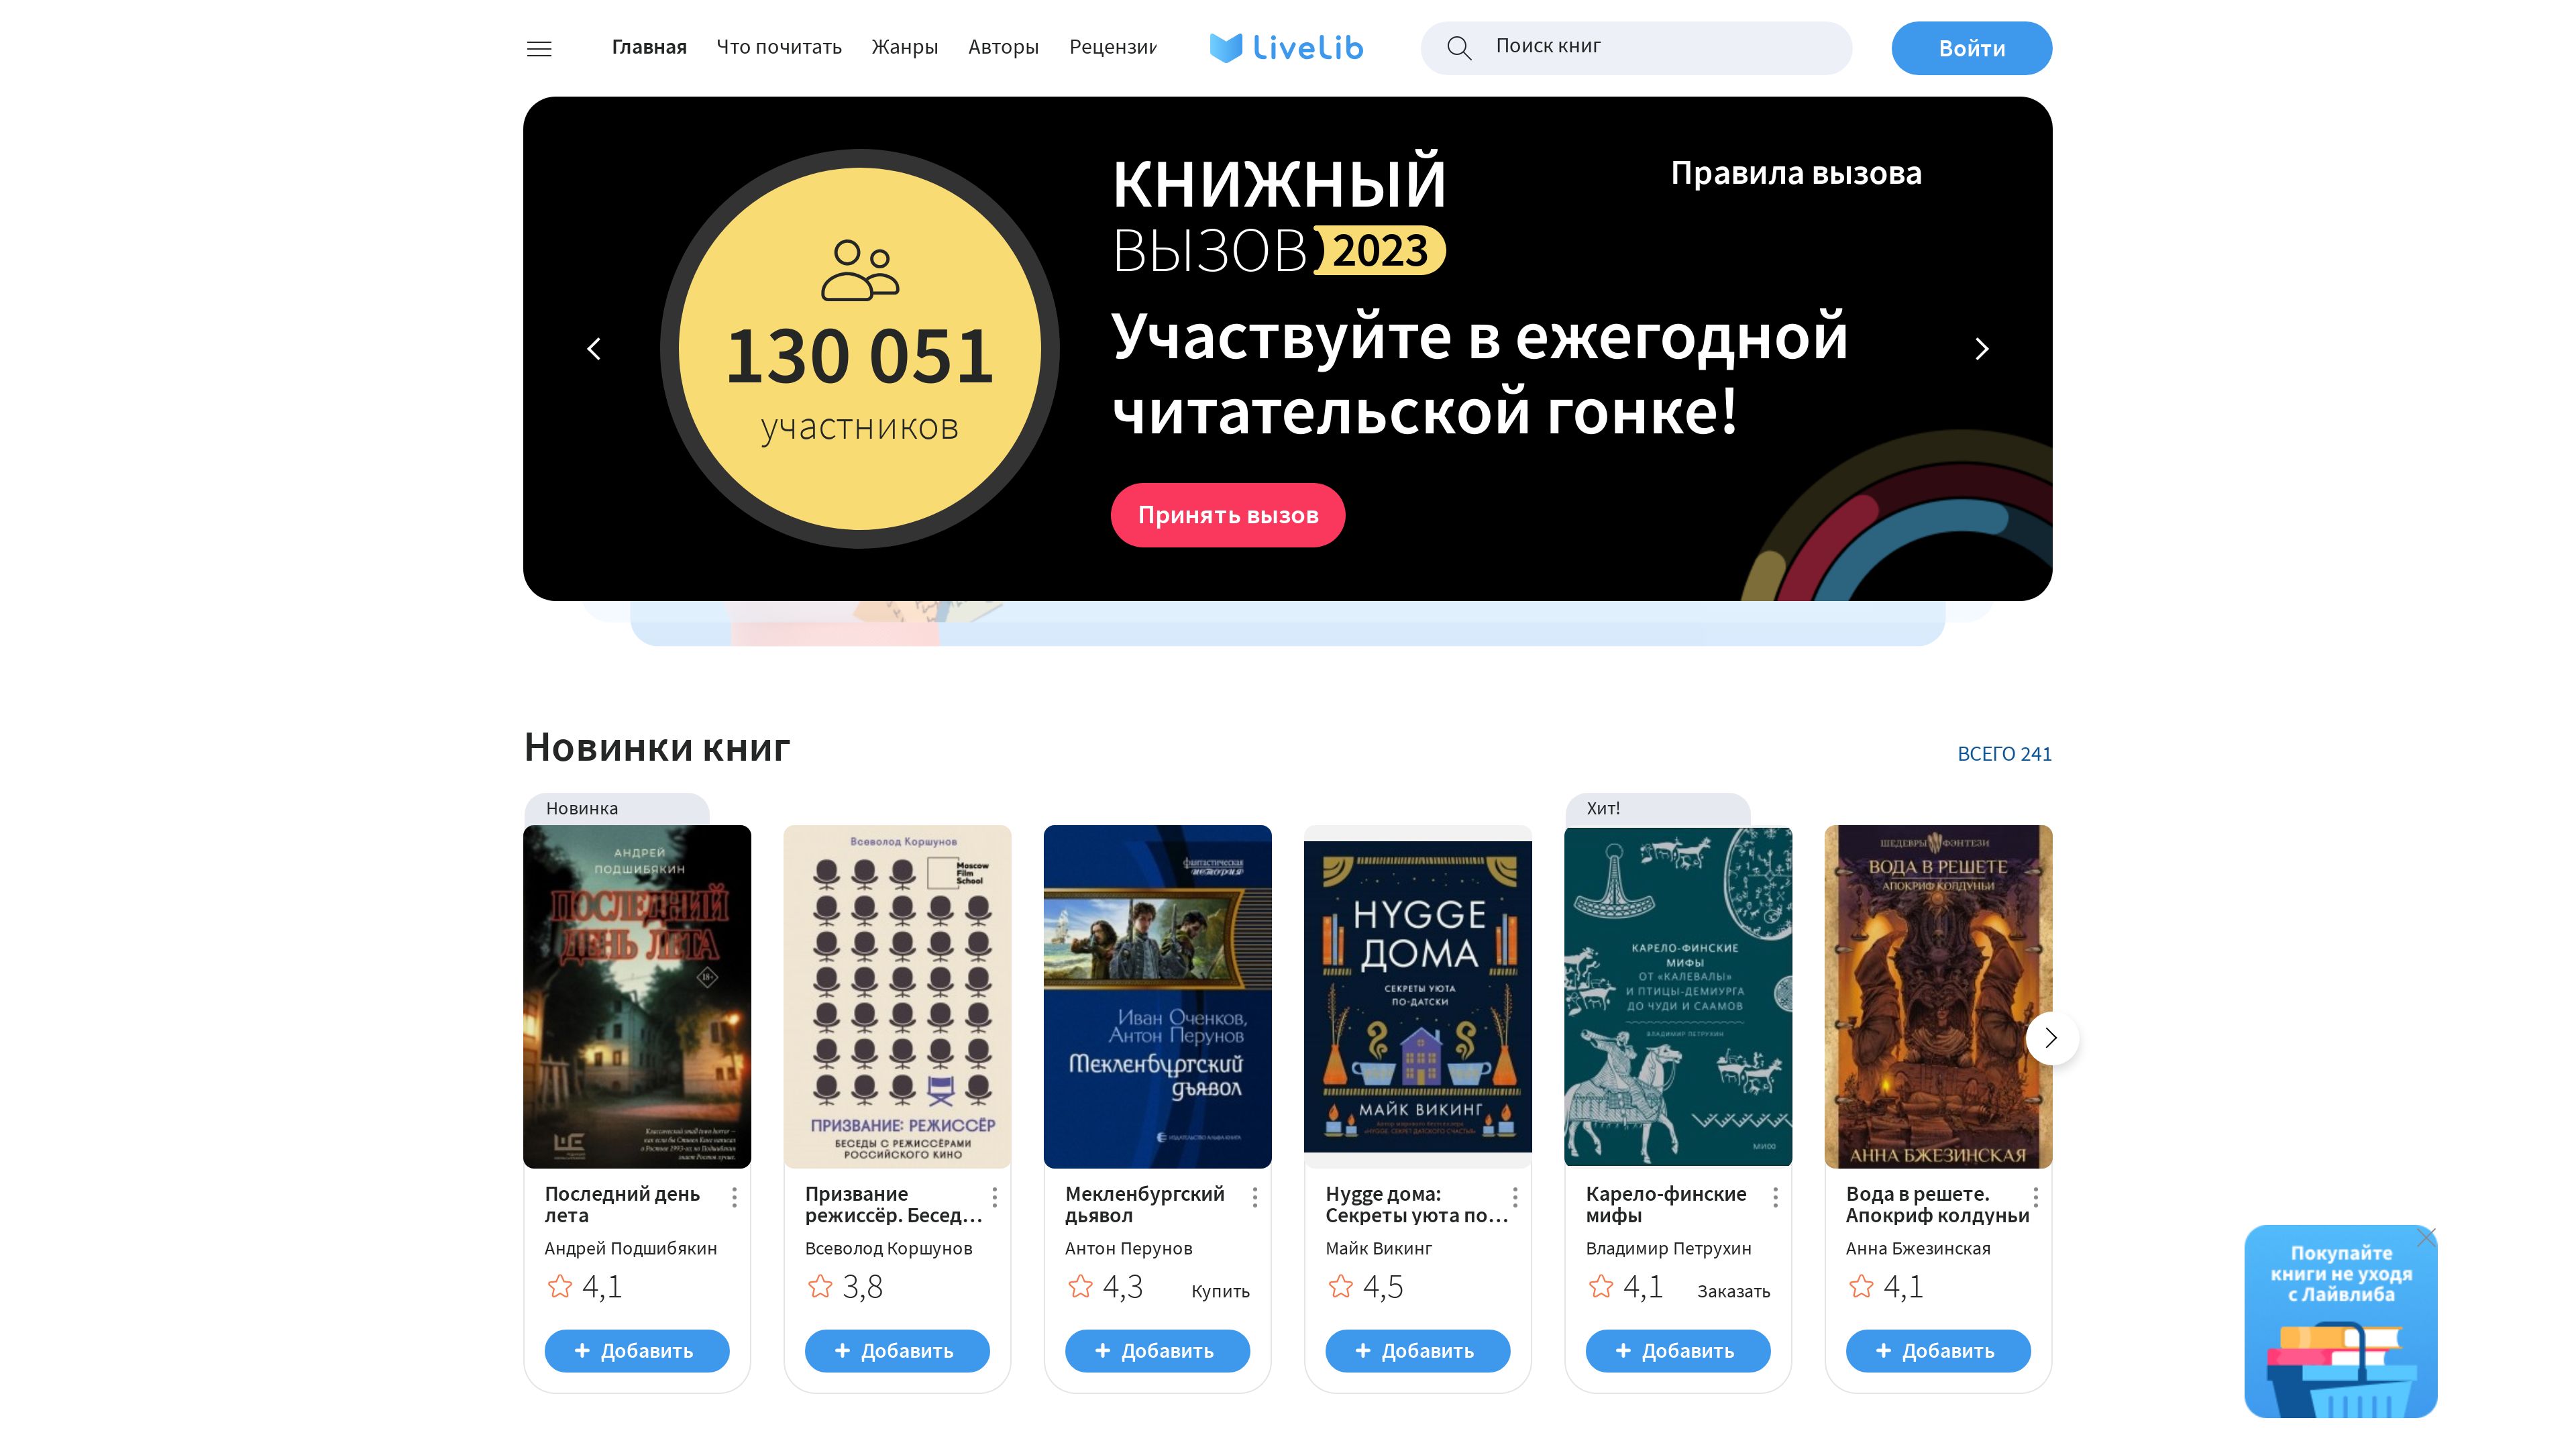 Главная
Что почитать
Жанры
Авторы
Рецензии
LiveLib
Поиск книг
Войти
КНИЖНЫЙ
ВЫЗОВ 2023
Правила вызова
130 051
участников
Участвуйте в ежегодной
читательской гонке!
Принять вызов
Новинки книг
ВСЕГО 241
Новинка
АНДРЕЙ
ПОДШИБЯКИН
ПОСЛЕДНИЙ
ДЕНЬ ЛЕТА
18+
Последний день
лета
Андрей Подшибякин
4,1
Добавить
Всеволод Коршунов
Moscow
Film
School
ПРИЗВАНИЕ: РЕЖИССЁР
БЕСЕДЫ С РЕЖИССЁРАМИ
РОССИЙСКОГО КИНО
Призвание
режиссёр. Бесед…
Всеволод Коршунов
3,8
Добавить
фантастическая
история
Иван Оченков,
Антон Перунов
Мекленбургский
дьявол
Мекленбургский
дьявол
Антон Перунов
4,3
Купить
Добавить
HYGGE
ДОМА
СЕКРЕТЫ УЮТА
ПО-ДАТСКИ
МАЙК ВИКИНГ
Hygge дома:
Секреты уюта по…
Майк Викинг
4,5
Добавить
Хит!
КАРЕЛО-ФИНСКИЕ
МИФЫ
ОТ «КАЛЕВАЛЫ»
И ПТИЦЫ-ДЕМИУРГА
ДО ЧУДИ И СААМОВ
ВЛАДИМИР ПЕТРУХИН
МИФ
Карело-финские
мифы
Владимир Петрухин
4,1
Заказать
Добавить
ШЕДЕВРЫ ФЭНТЕЗИ
ВОДА В РЕШЕТЕ
АПОКРИФ КОЛДУНЬИ
АННА БЖЕЗИНСКАЯ
Вода в решете.
Апокриф колдуньи
Анна Бжезинская
4,1
Добавить
Покупайте
книги не уходя
с Лайвлиба